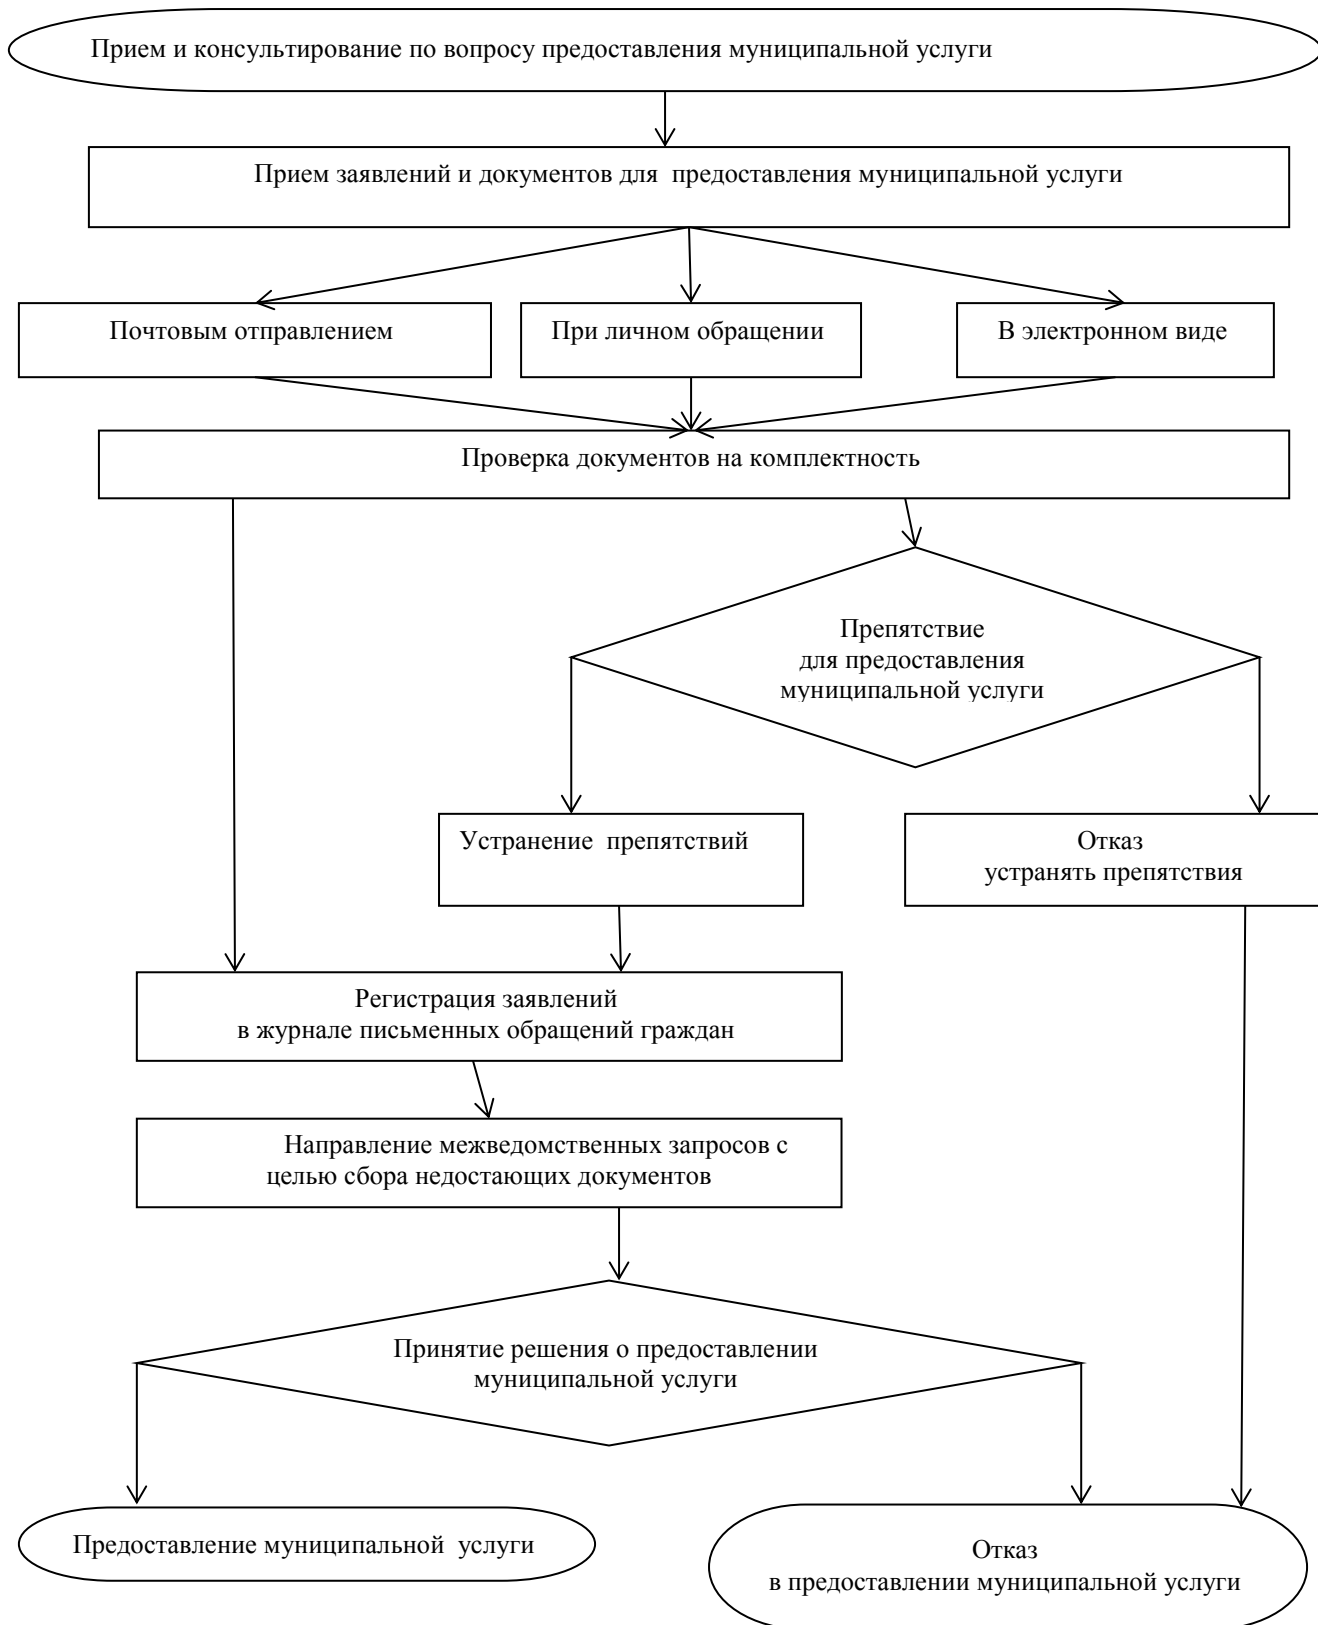 Прием и консультирование по вопросу предоставления муниципальной услуги
Прием заявлений и документов для предоставления муниципальной услуги
Почтовым отправлением
При личном обращении
В электронном виде
Проверка документов на комплектность
Препятствие
для предоставления
муниципальной услуги
Устранение препятствий
Отказ
устранять препятствия
Регистрация заявлений
в журнале письменных обращений граждан
Направление межведомственных запросов с
целью сбора недостающих документов
Принятие решения о предоставлении
муниципальной услуги
Предоставление муниципальной услуги
Отказ
в предоставлении муниципальной услуги